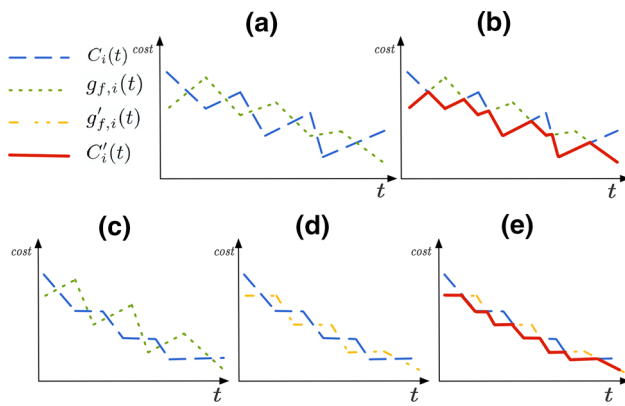 (a) (b)
cost cost
C_i(t)
g_{f,i}(t)
g'_{f,i}(t)
C'_i(t)
t t
(c) (d) (e)
cost cost cost
t t t